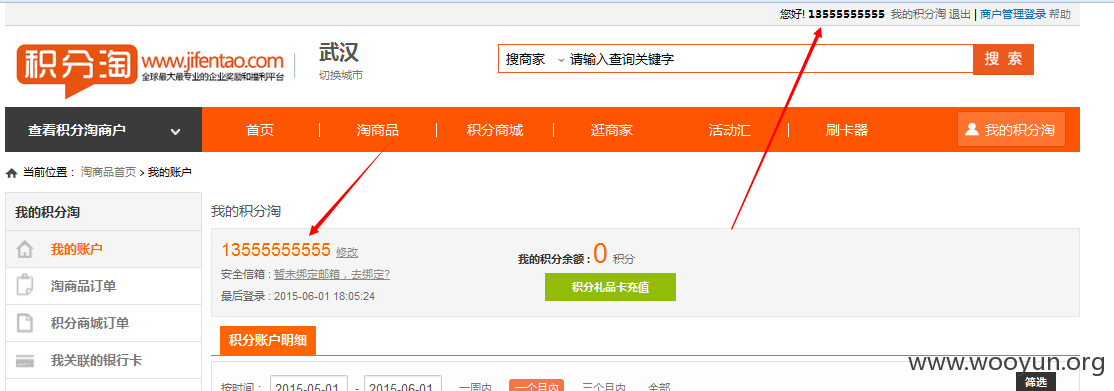 您好! 13555555555 我的积分淘 退出 | 商户管理登录 帮助
积分淘 www.jifentao.com
全球最大最专业的企业奖励和福利平台
武汉
切换城市
搜商家 请输入查询关键字 搜 索
查看积分淘商户 首页 淘商品 积分商城 逛商家 活动汇 刷卡器 我的积分淘
当前位置： 淘商品首页 > 我的账户
我的积分淘
我的账户
淘商品订单
积分商城订单
我关联的银行卡
我的积分淘
13555555555 修改
安全信箱 : 暂未绑定邮箱，去绑定?
最后登录 : 2015-06-01 18:05:24
我的积分余额 : 0 积分
积分礼品卡充值
积分账户明细
按时间： 2015-05-01 - 2015-06-01 一周内 一个月内 三个月内 全部 筛选
www.wooyun.org